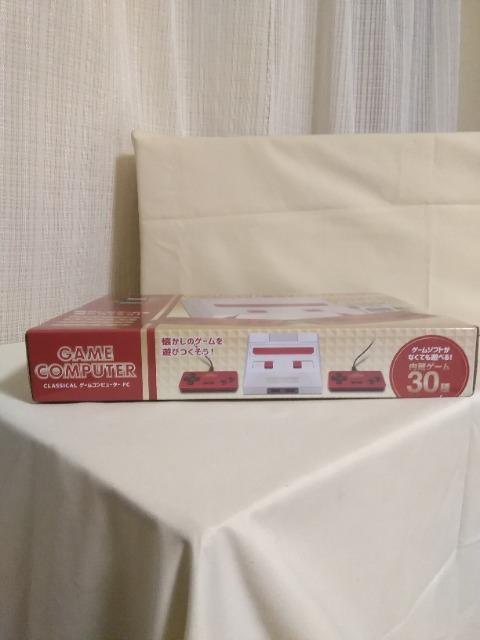 GAME
COMPUTER
CLASSICAL ゲームコンピューター FC
懐かしのゲームを
遊びつくそう！
ゲームソフトが
なくても遊べる!
内蔵ゲーム
30種